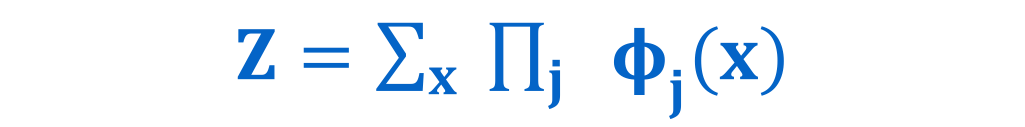 Z = ∑ₓ ∏ⱼ ϕⱼ(x)